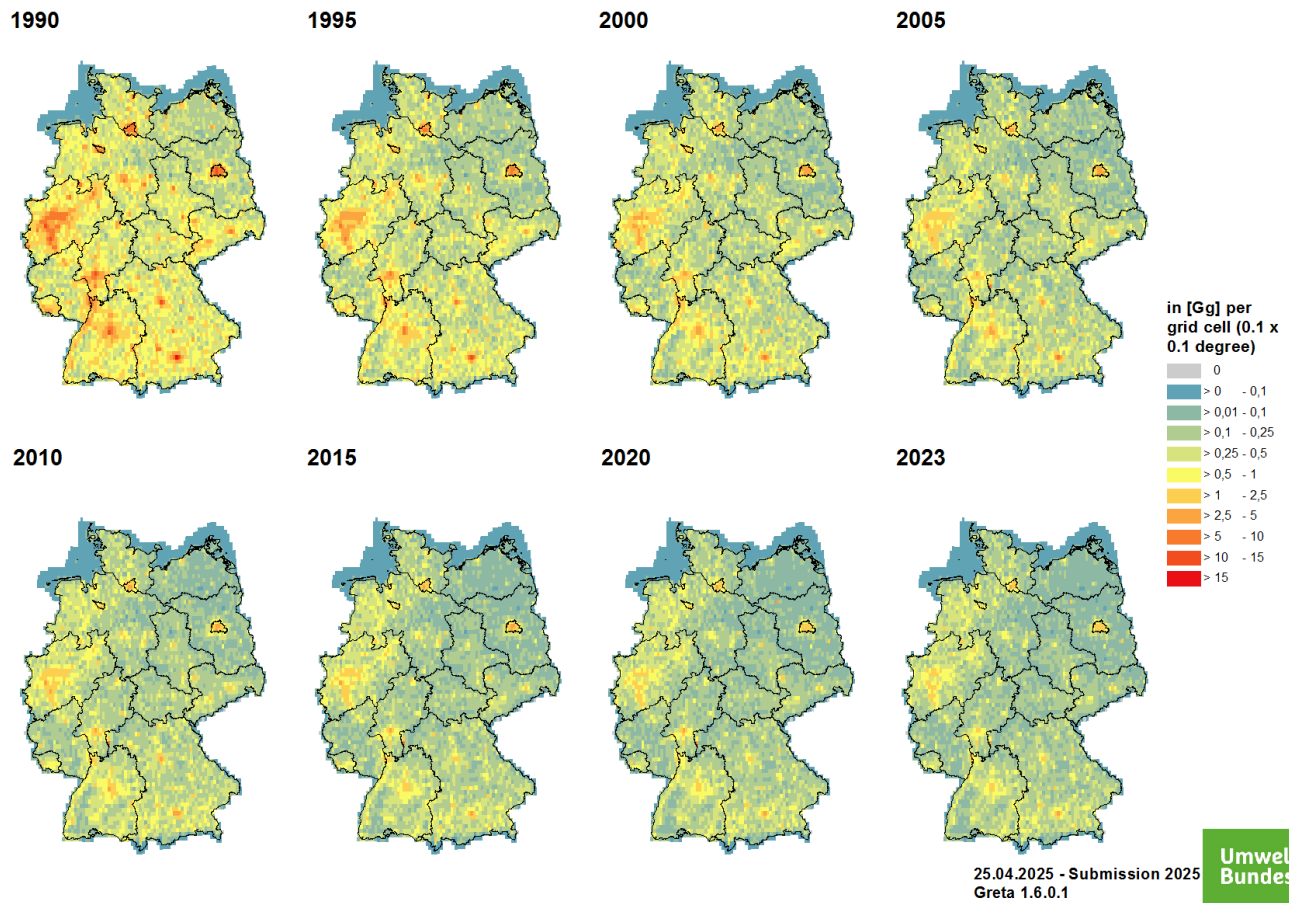 1990
1995
2000
2005
in [Gg] per
grid cell (0.1 x
0.1 degree)
0
> 0 - 0,1
> 0,01 - 0,1
> 0,1 - 0,25
> 0,25 - 0,5
> 0,5 - 1
> 1 - 2,5
> 2,5 - 5
> 5 - 10
> 10 - 15
> 15
2010
2015
2020
2023
25.04.2025 - Submission 2025
Greta 1.6.0.1
Umwel
Bundes